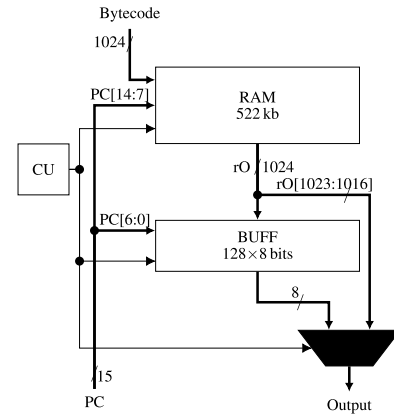 Bytecode
1024
PC[14:7]
RAM
522 kb
CU
rO
1024
rO[1023:1016]
PC[6:0]
BUFF
128×8 bits
8
15
PC
Output